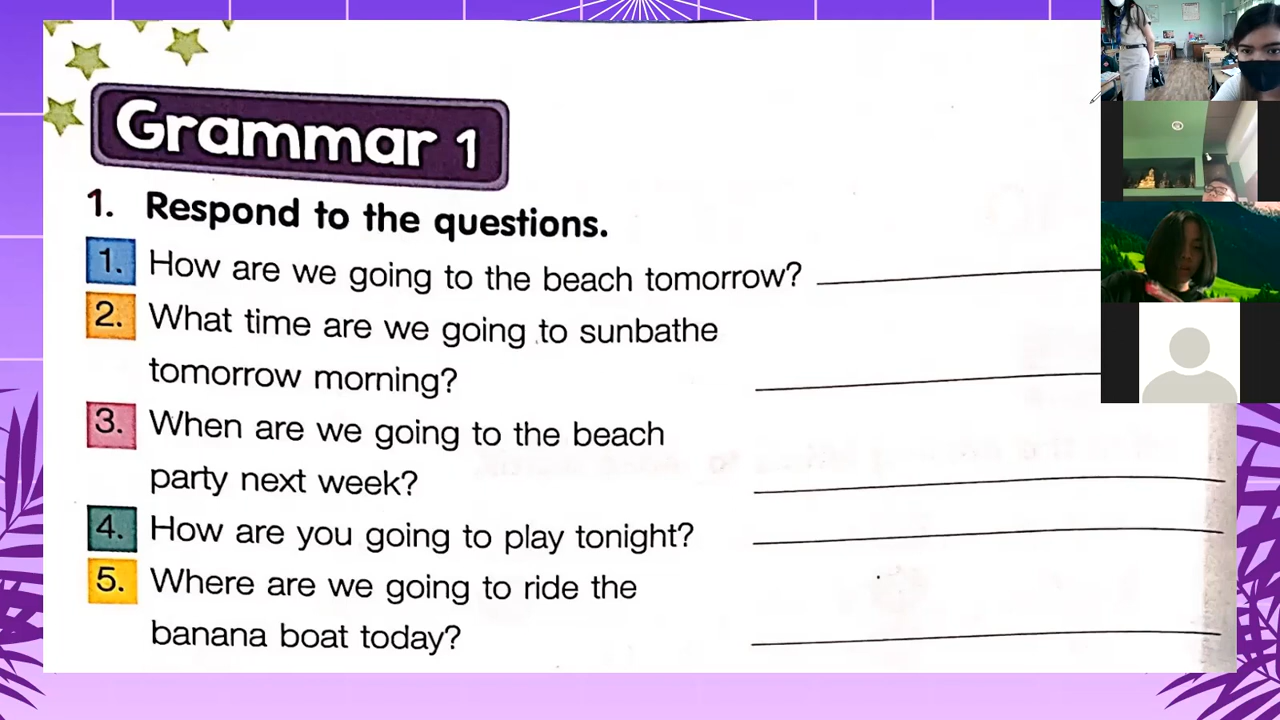 Grammar 1
1. Respond to the questions.
1. How are we going to the beach tomorrow?
2. What time are we going to sunbathe
tomorrow morning?
3. When are we going to the beach
party next week?
4. How are you going to play tonight?
5. Where are we going to ride the
banana boat today?